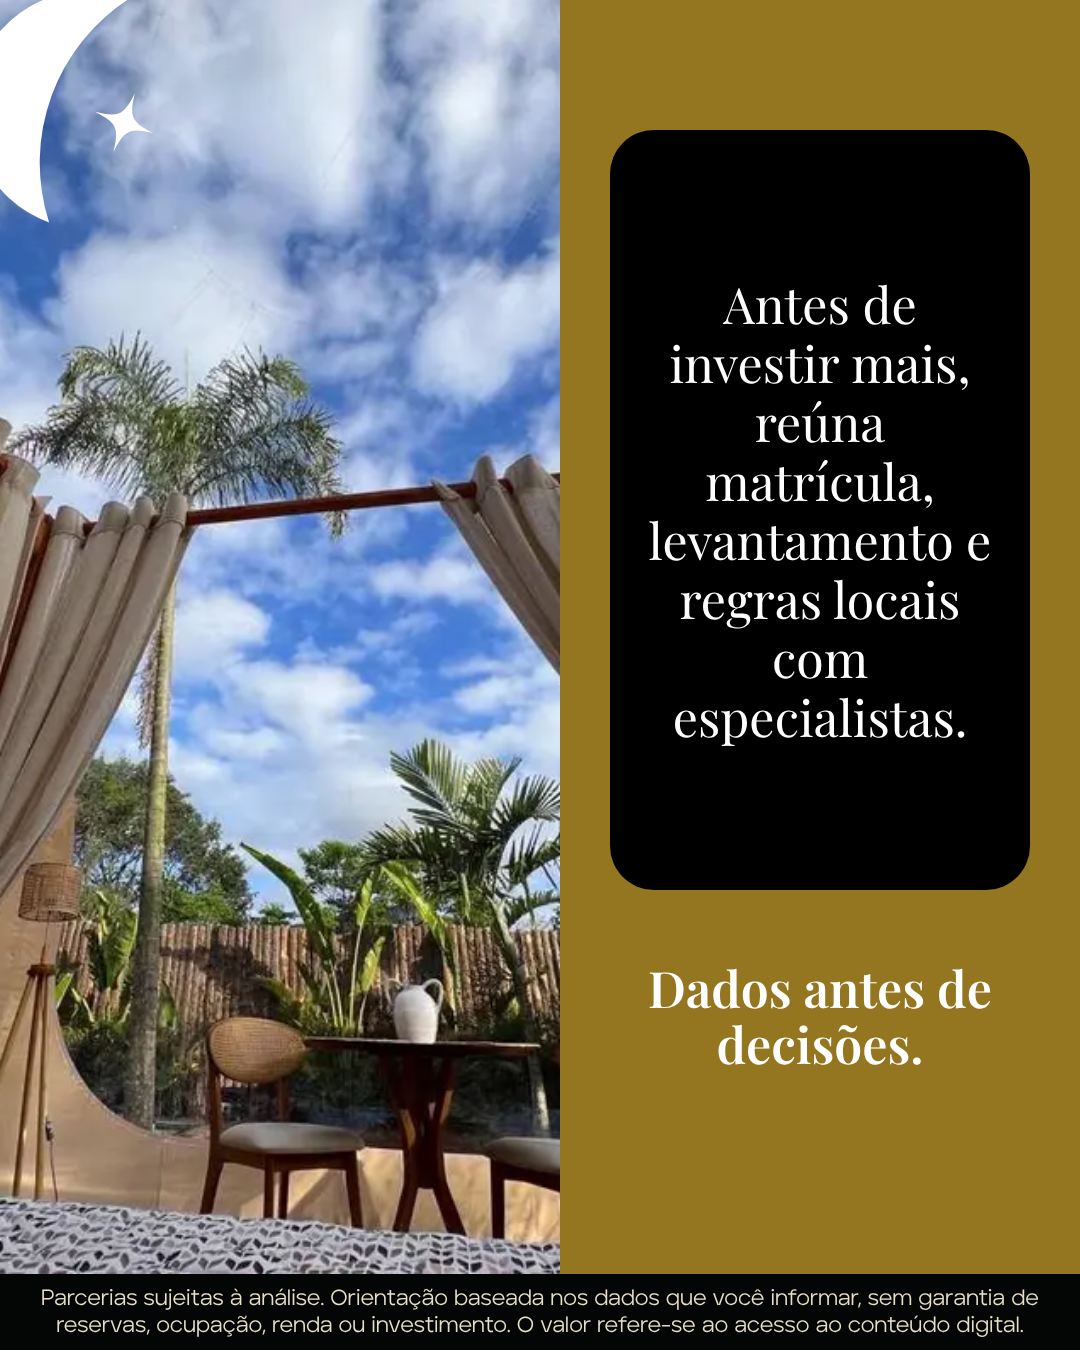 Antes de
investir mais,
reúna
matrícula,
levantamento e
regras locais
com
especialistas.
Dados antes de
decisões.
Parcerias sujeitas à análise. Orientação baseada nos dados que você informar, sem garantia de
reservas, ocupação, renda ou investimento. O valor refere-se ao acesso ao conteúdo digital.